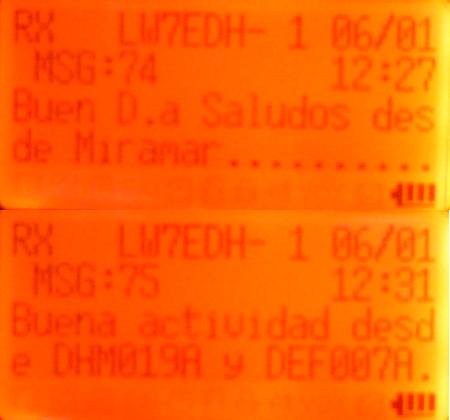 RX LW7EDH- 1 06/01
MSG:74 12:27
Buen D.a Saludos des
de Miramar..........
RX LW7EDH- 1 06/01
MSG:75 12:31
Buena actividad desd
e DHM019A y DEF007A.